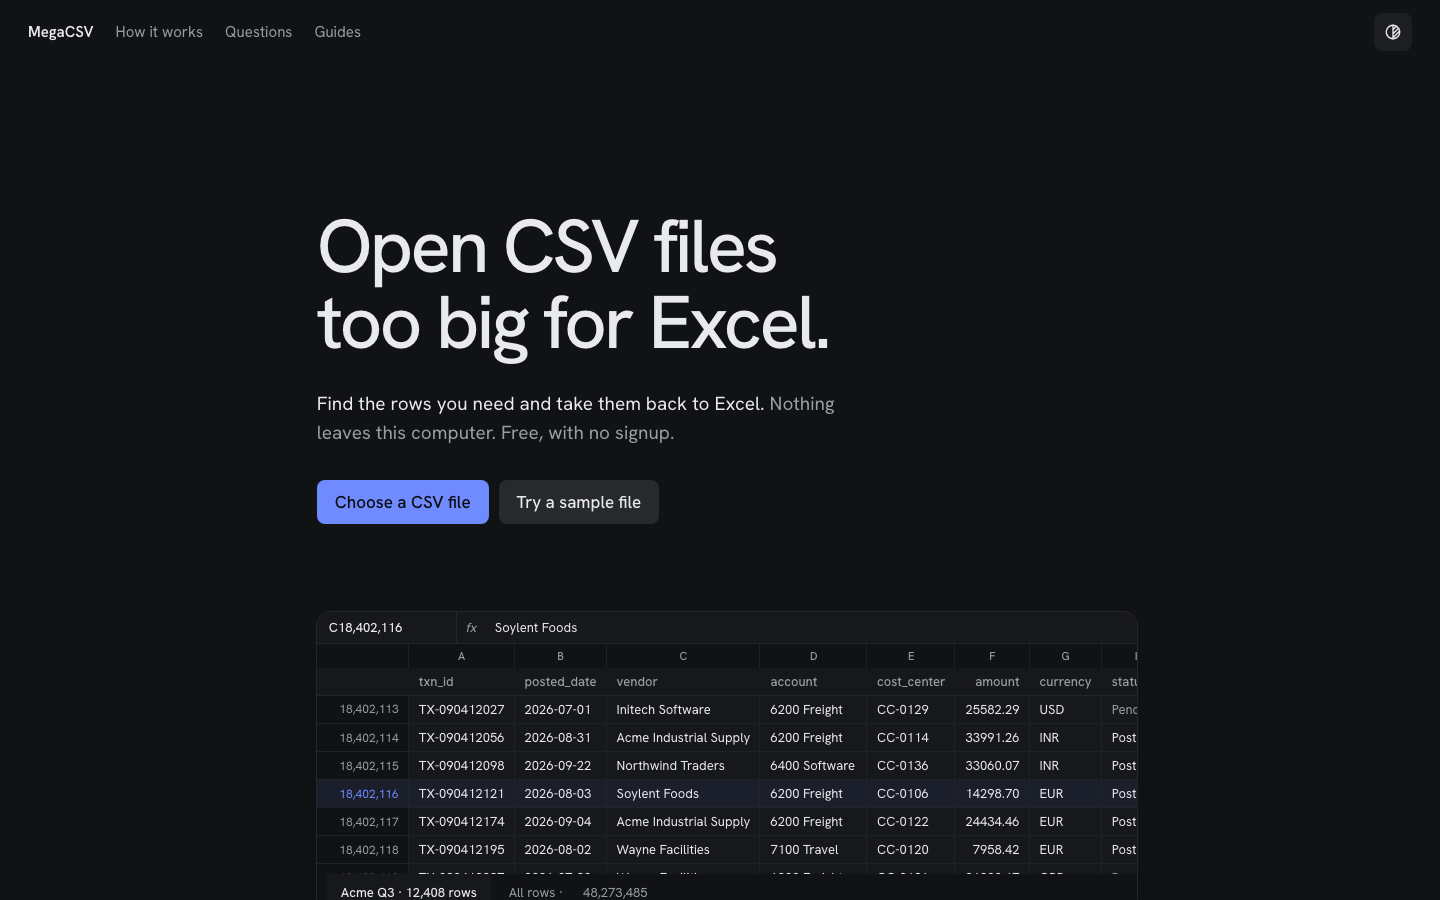 MegaCSV How it works Questions Guides
Open CSV files
too big for Excel.
Find the rows you need and take them back to Excel. Nothing
leaves this computer. Free, with no signup.
Choose a CSV file Try a sample file
C18,402,116 fx Soylent Foods
A B C D E F G
txn_id posted_date vendor account cost_center amount currency statu
18,402,113 TX-090412027 2026-07-01 Initech Software 6200 Freight CC-0129 25582.29 USD Pend
18,402,114 TX-090412056 2026-08-31 Acme Industrial Supply 6200 Freight CC-0114 33991.26 INR Post
18,402,115 TX-090412098 2026-09-22 Northwind Traders 6400 Software CC-0136 33060.07 INR Post
18,402,116 TX-090412121 2026-08-03 Soylent Foods 6200 Freight CC-0106 14298.70 EUR Post
18,402,117 TX-090412174 2026-09-04 Acme Industrial Supply 6200 Freight CC-0122 24434.46 EUR Post
18,402,118 TX-090412195 2026-08-02 Wayne Facilities 7100 Travel CC-0120 7958.42 EUR Post
Acme Q3 · 12,408 rows All rows · 48,273,485